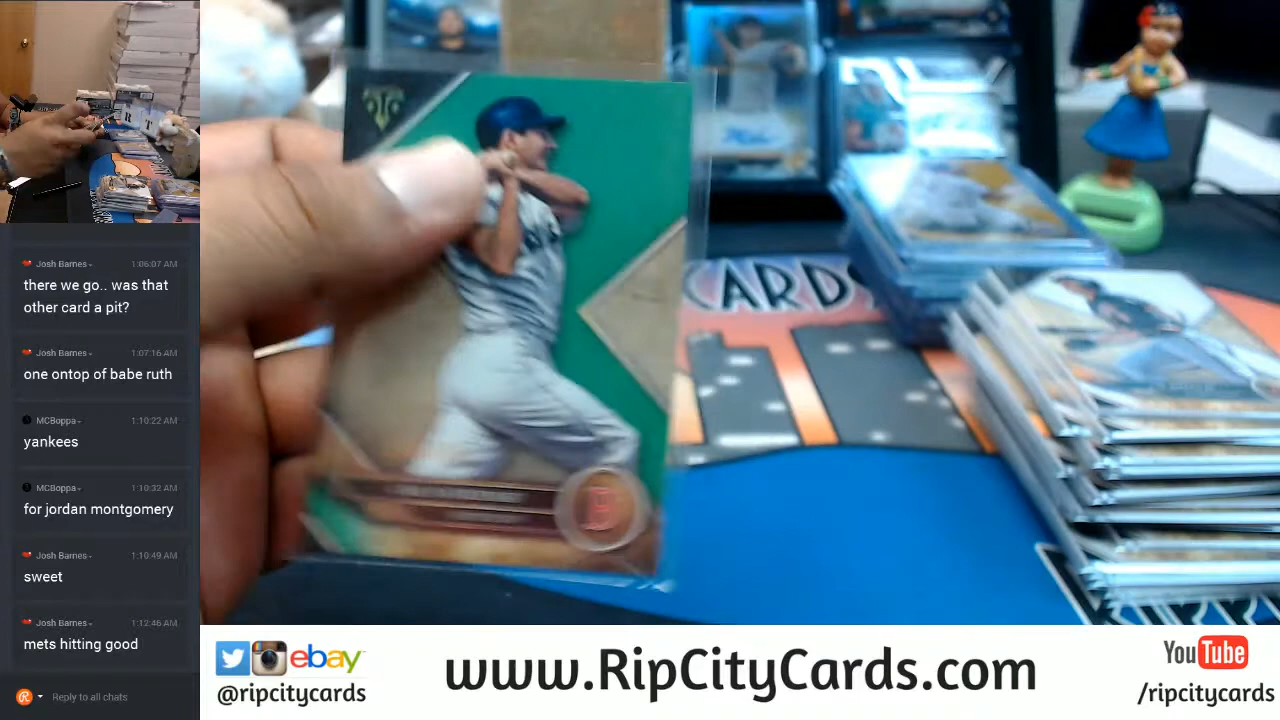 Josh Barnes
1:06:07 AM
there we go.. was that
other card a pit?
Josh Barnes
1:07:16 AM
one ontop of babe ruth
MCBoppa
1:10:22 AM
yankees
MCBoppa
1:10:32 AM
for jordan montgomery
Josh Barnes
1:10:49 AM
sweet
Josh Barnes
1:12:46 AM
mets hitting good
Reply to all chats
CARDS
B
ebay
@ripcitycards
www.RipCityCards.com
YouTube
/ripcitycards